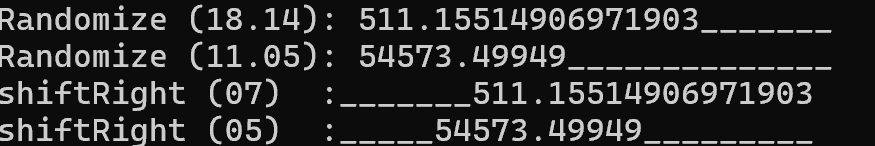 Randomize (18.14): 511.15514906971903_______
Randomize (11.05): 54573.49949______________
shiftRight (07)  :_______511.15514906971903
shiftRight (05)  :_____54573.49949_________